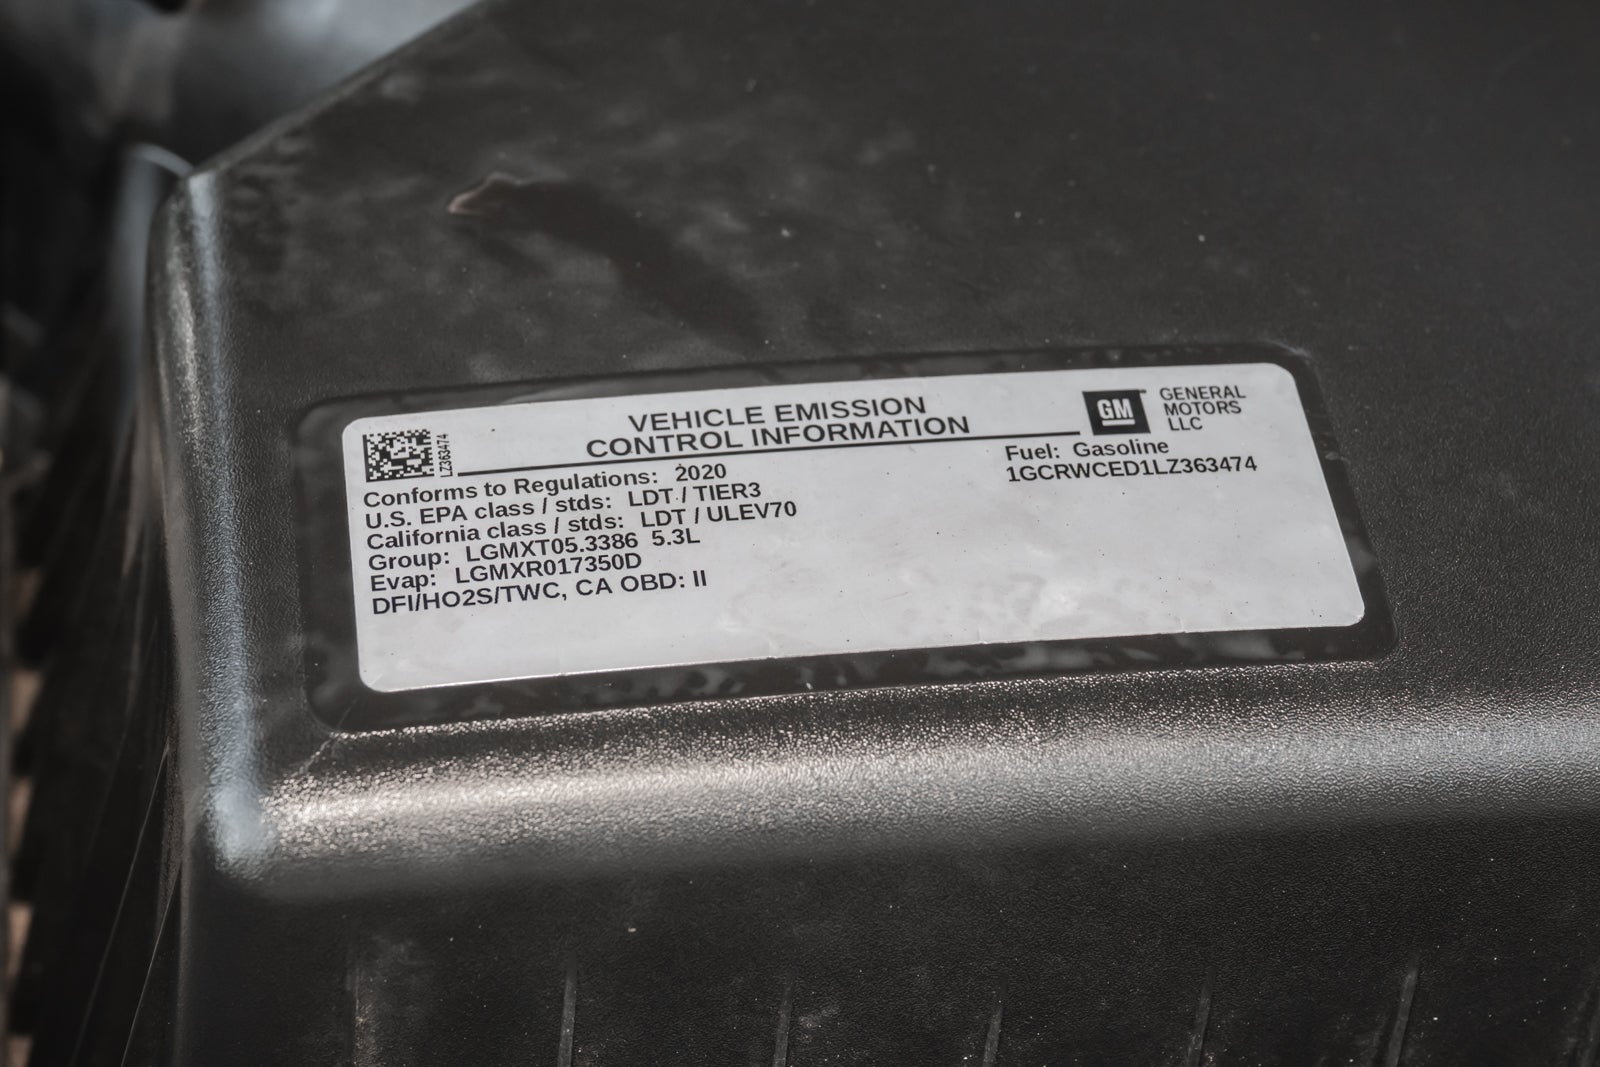 VEHICLE EMISSION
CONTROL INFORMATION
GM
GENERAL
MOTORS
LLC
LZ363474
Conforms to Regulations: 2020
U.S. EPA class / stds: LDT / TIER3
California class / stds: LDT / ULEV70
Group: LGMXT05.3386 5.3L
Evap: LGMXR017350D
DFI/HO2S/TWC, CA OBD: II
Fuel: Gasoline
1GCRWCED1LZ363474